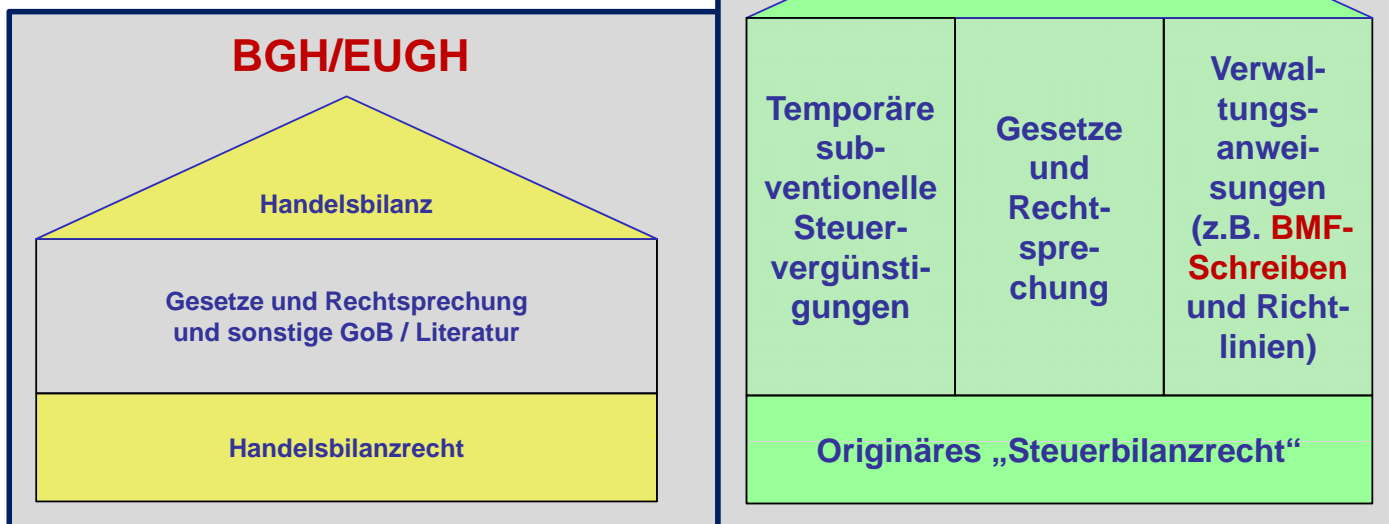 BGH/EUGH
Handelsbilanz
Gesetze und Rechtsprechung
und sonstige GoB / Literatur
Handelsbilanzrecht
Temporäre
sub-
ventionelle
Steuer-
vergünsti-
gungen
Gesetze
und
Recht-
spre-
chung
Verwal-
tungs-
anwei-
sungen
(z.B. BMF-
Schreiben
und Richt-
linien)
Originäres „Steuerbilanzrecht“